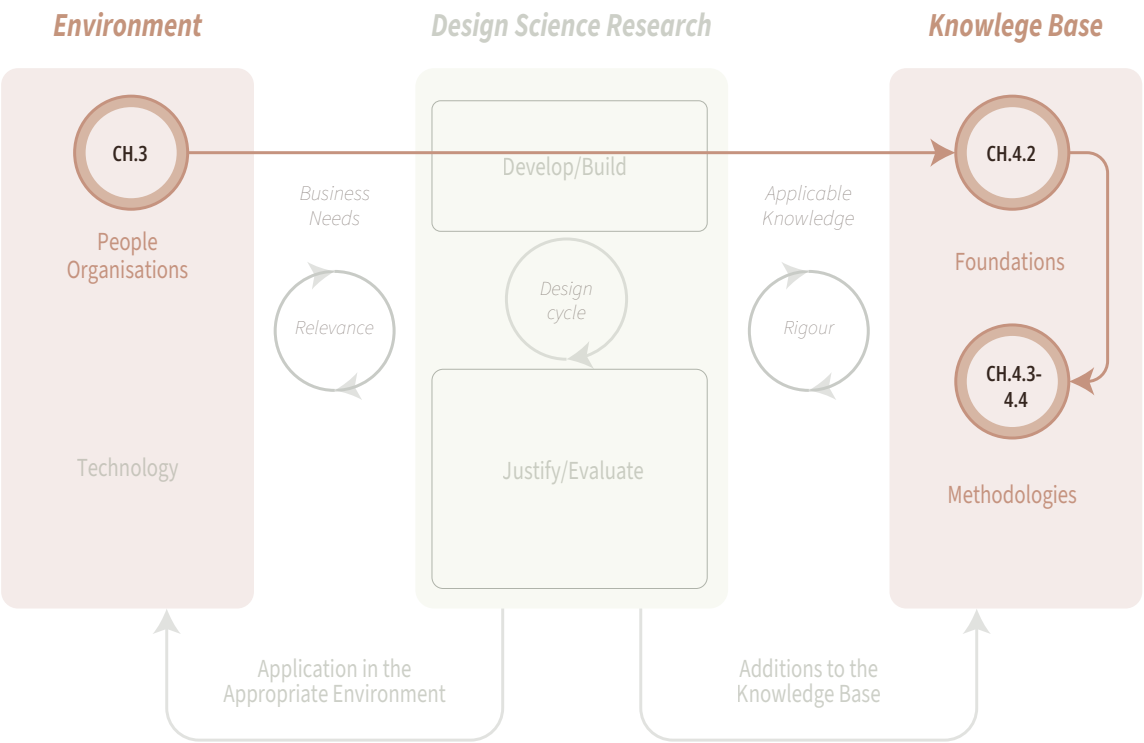 Environment
Design Science Research
Knowlege Base
CH.3
CH.4.2
Develop/Build
Business
Needs
Applicable
Knowledge
People
Organisations
Foundations
Design
cycle
Relevance
Rigour
CH.4.3-
4.4
Technology
Justify/Evaluate
Methodologies
Application in the
Appropriate Environment
Additions to the
Knowledge Base